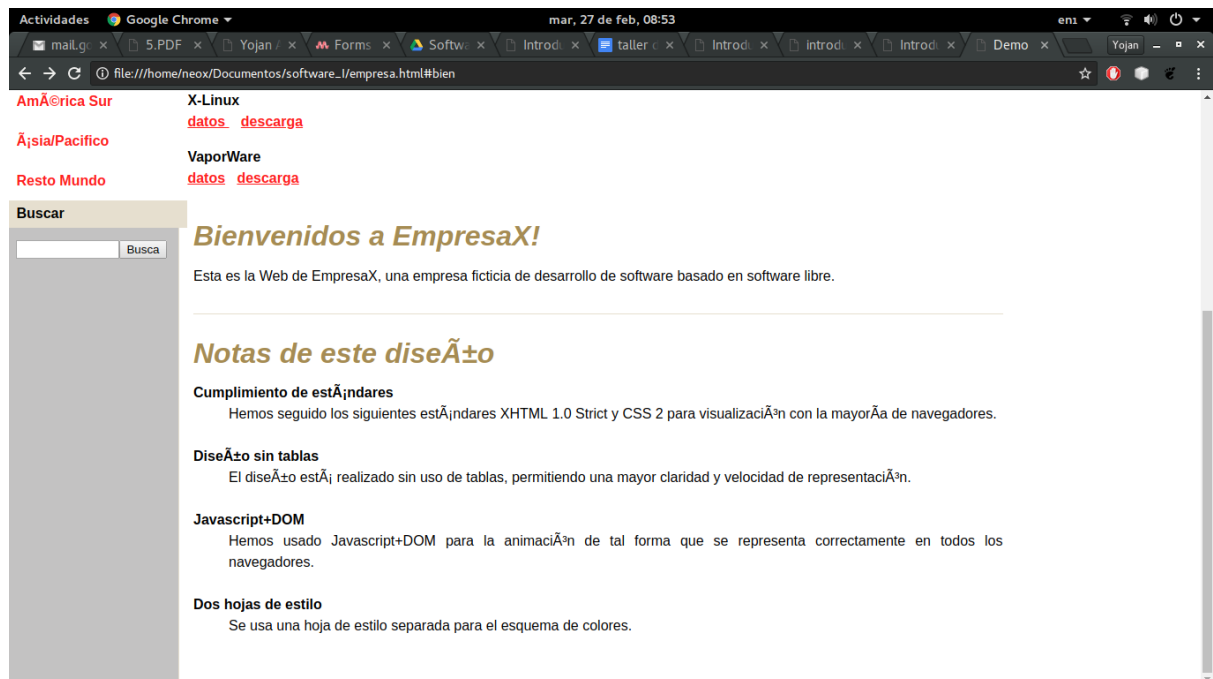 Actividades Google Chrome mar, 27 de feb, 08:53 en1
mail.go 5.PDF Yojan A Forms Softwa Introdu taller d Introdu introdu Introdu Demo Yojan
file:///home/neox/Documentos/software_I/empresa.html#bien
AmÃ©rica Sur
Ã¡sia/Pacifico
Resto Mundo
Buscar
Busca
X-Linux
datos descarga
VaporWare
datos descarga
Bienvenidos a EmpresaX!
Esta es la Web de EmpresaX, una empresa ficticia de desarrollo de software basado en software libre.
Notas de este diseÃ±o
Cumplimiento de estÃ¡ndares
Hemos seguido los siguientes estÃ¡ndares XHTML 1.0 Strict y CSS 2 para visualizaciÃ³n con la mayorÃa de navegadores.
DiseÃ±o sin tablas
El diseÃ±o estÃ¡ realizado sin uso de tablas, permitiendo una mayor claridad y velocidad de representaciÃ³n.
Javascript+DOM
Hemos usado Javascript+DOM para la animaciÃ³n de tal forma que se representa correctamente en todos los
navegadores.
Dos hojas de estilo
Se usa una hoja de estilo separada para el esquema de colores.